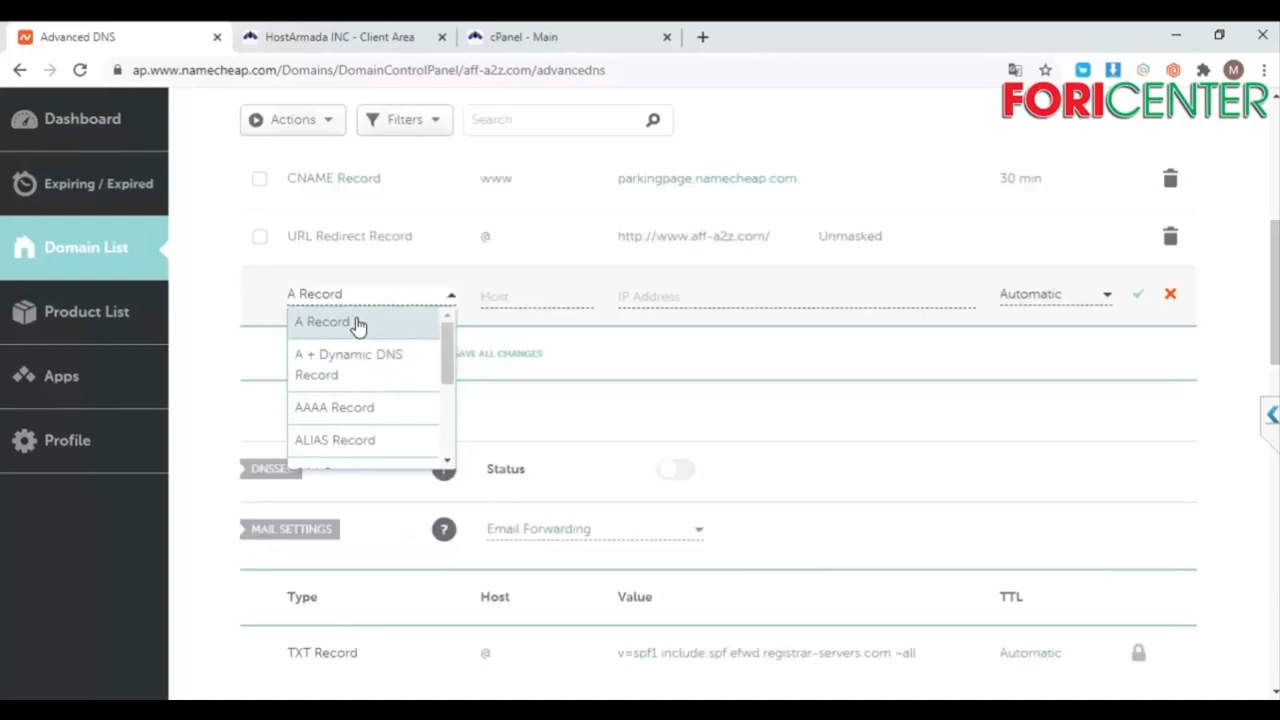 Advanced DNS
HostArmada INC - Client Area
cPanel - Main
ap.www.namecheap.com/Domains/DomainControlPanel/aff-a2z.com/advancedns
M
FORICENTER
Dashboard
Expiring / Expired
Domain List
Product List
Apps
Profile
Actions
Filters
Search
CNAME Record www parkingpage.namecheap.com. 30 min
URL Redirect Record @ http://www.aff-a2z.com/ Unmasked
A Record Host IP Address Automatic
A Record
A + Dynamic DNS
Record
AAAA Record
ALIAS Record
SAVE ALL CHANGES
? Status
MAIL SETTINGS ? Email Forwarding
Type Host Value TTL
TXT Record @ v=spf1 include:spf.efwd.registrar-servers.com ~all Automatic